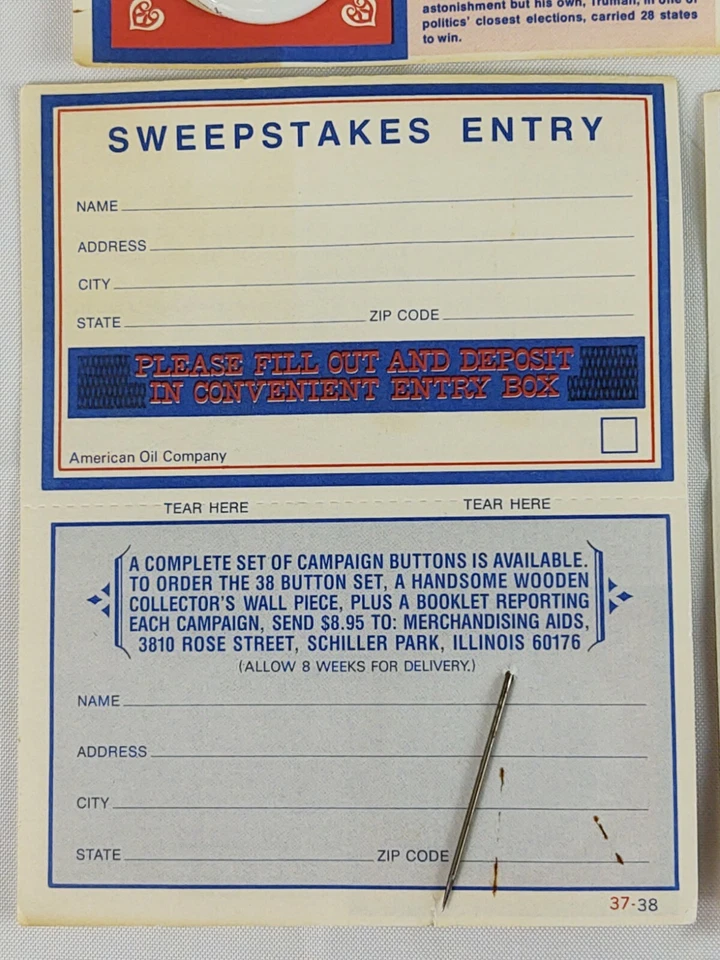 astonishment but his own, Truman, in one of
politics' closest elections, carried 28 states
to win.
SWEEPSTAKES ENTRY
NAME
ADDRESS
CITY
STATE ZIP CODE
PLEASE FILL OUT AND DEPOSIT
IN CONVENIENT ENTRY BOX
American Oil Company
TEAR HERE TEAR HERE
A COMPLETE SET OF CAMPAIGN BUTTONS IS AVAILABLE.
TO ORDER THE 38 BUTTON SET, A HANDSOME WOODEN
COLLECTOR'S WALL PIECE, PLUS A BOOKLET REPORTING
EACH CAMPAIGN, SEND $8.95 TO: MERCHANDISING AIDS,
3810 ROSE STREET, SCHILLER PARK, ILLINOIS 60176
(ALLOW 8 WEEKS FOR DELIVERY.)
NAME
ADDRESS
CITY
STATE ZIP CODE
37-38